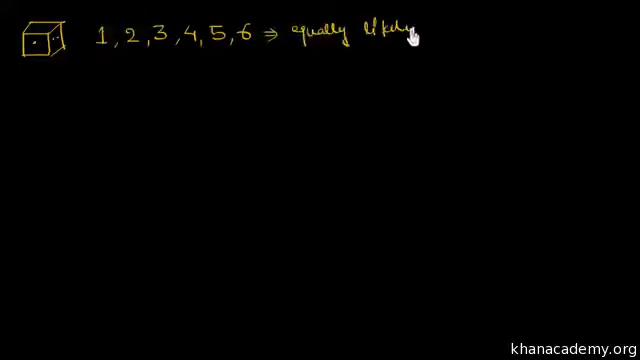 1, 2, 3, 4, 5, 6 ⇒ equally likely
khanacademy.org